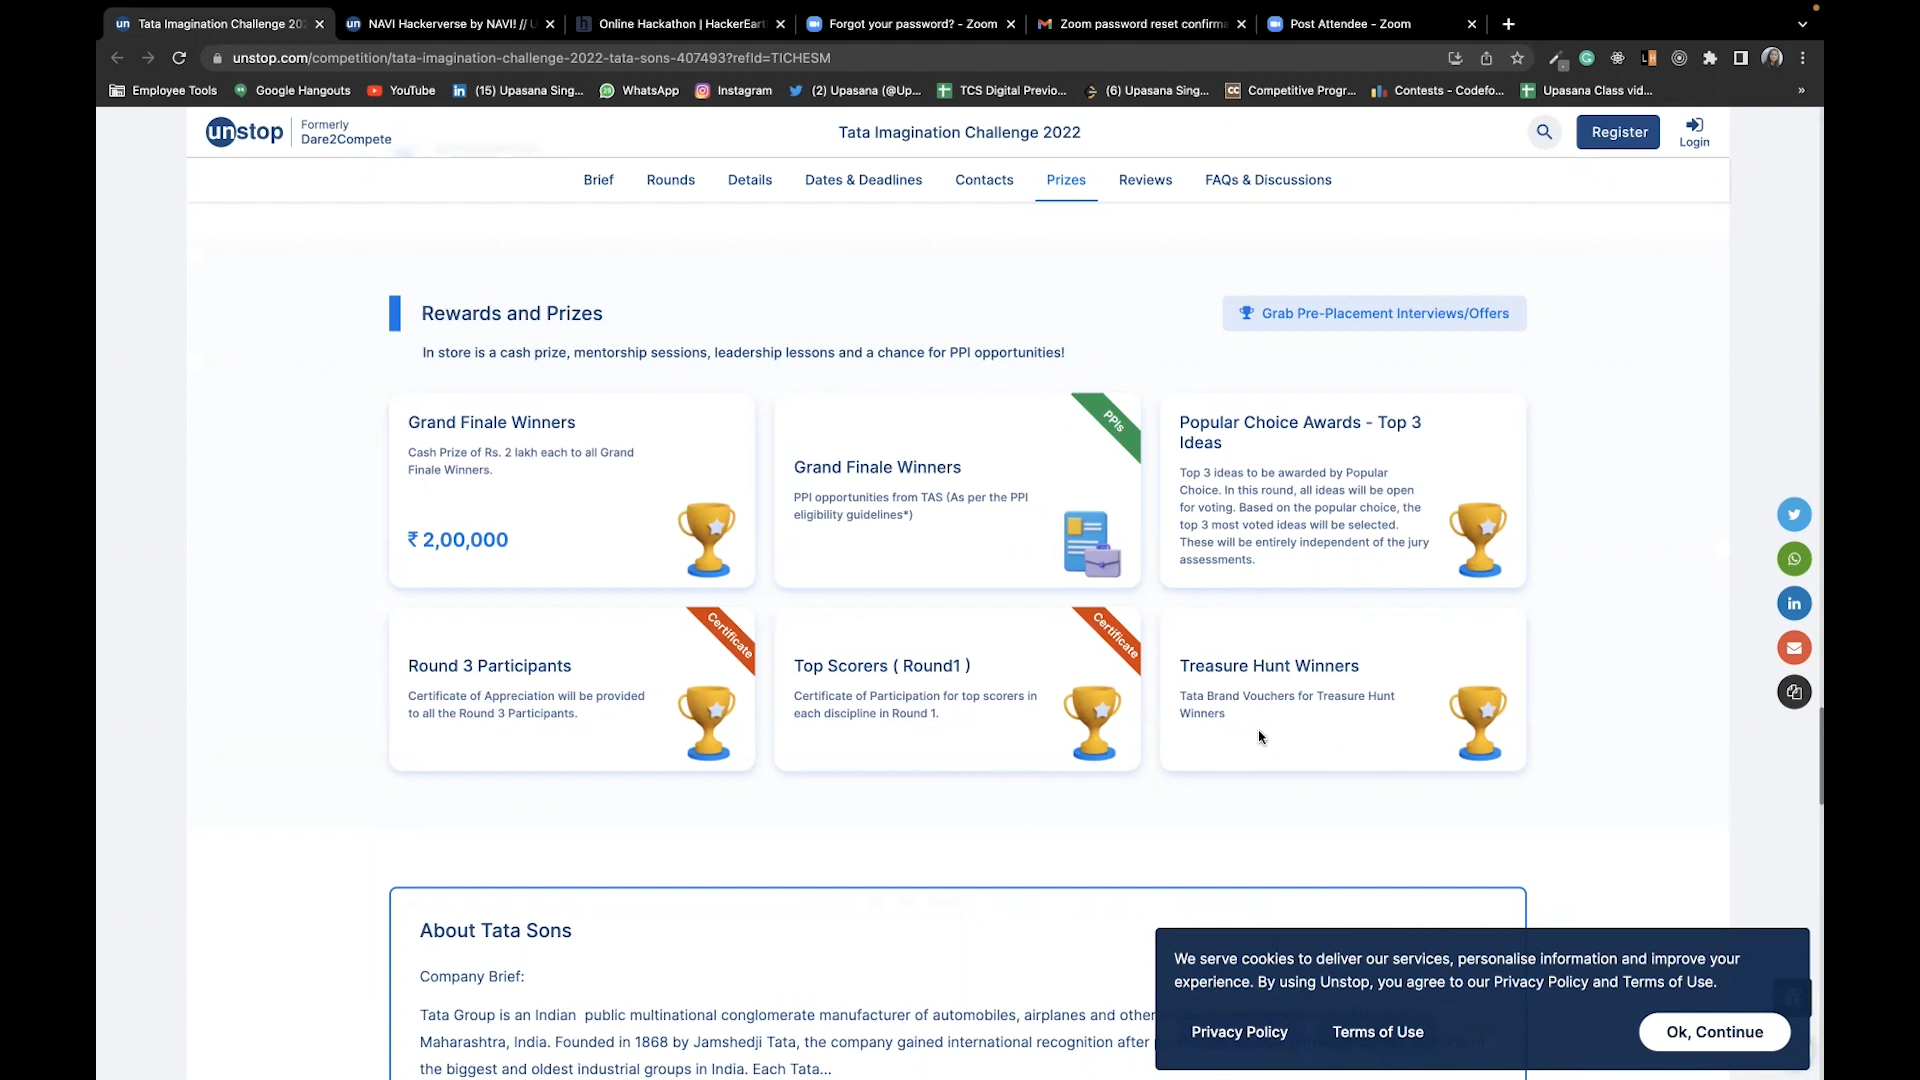 Tata Imagination Challenge 202
NAVI Hackerverse by NAVI! // U
Online Hackathon | HackerEart
Forgot your password? - Zoom
Zoom password reset confirma
Post Attendee - Zoom
unstop.com/competition/tata-imagination-challenge-2022-tata-sons-407493?refId=TICHESM
Employee Tools
Google Hangouts
YouTube
(15) Upasana Sing...
WhatsApp
Instagram
(2) Upasana (@Up...
TCS Digital Previo...
(6) Upasana Sing...
Competitive Progr...
Contests - Codefo...
Upasana Class vid...
unstop
Formerly
Dare2Compete
Tata Imagination Challenge 2022
Register
Login
Brief
Rounds
Details
Dates & Deadlines
Contacts
Prizes
Reviews
FAQs & Discussions
Rewards and Prizes
Grab Pre-Placement Interviews/Offers
In store is a cash prize, mentorship sessions, leadership lessons and a chance for PPI opportunities!
Grand Finale Winners
Cash Prize of Rs. 2 lakh each to all Grand
Finale Winners.
₹ 2,00,000
PPIs
Grand Finale Winners
PPI opportunities from TAS (As per the PPI
eligibility guidelines*)
Popular Choice Awards - Top 3
Ideas
Top 3 ideas to be awarded by Popular
Choice. In this round, all ideas will be open
for voting. Based on the popular choice, the
top 3 most voted ideas will be selected.
These will be entirely independent of the jury
assessments.
Certificate
Round 3 Participants
Certificate of Appreciation will be provided
to all the Round 3 Participants.
Certificate
Top Scorers ( Round1 )
Certificate of Participation for top scorers in
each discipline in Round 1.
Treasure Hunt Winners
Tata Brand Vouchers for Treasure Hunt
Winners
About Tata Sons
Company Brief:
Tata Group is an Indian public multinational conglomerate manufacturer of automobiles, airplanes and other
Maharashtra, India. Founded in 1868 by Jamshedji Tata, the company gained international recognition after
the biggest and oldest industrial groups in India. Each Tata...
We serve cookies to deliver our services, personalise information and improve your
experience. By using Unstop, you agree to our Privacy Policy and Terms of Use.
Privacy Policy
Terms of Use
Ok, Continue